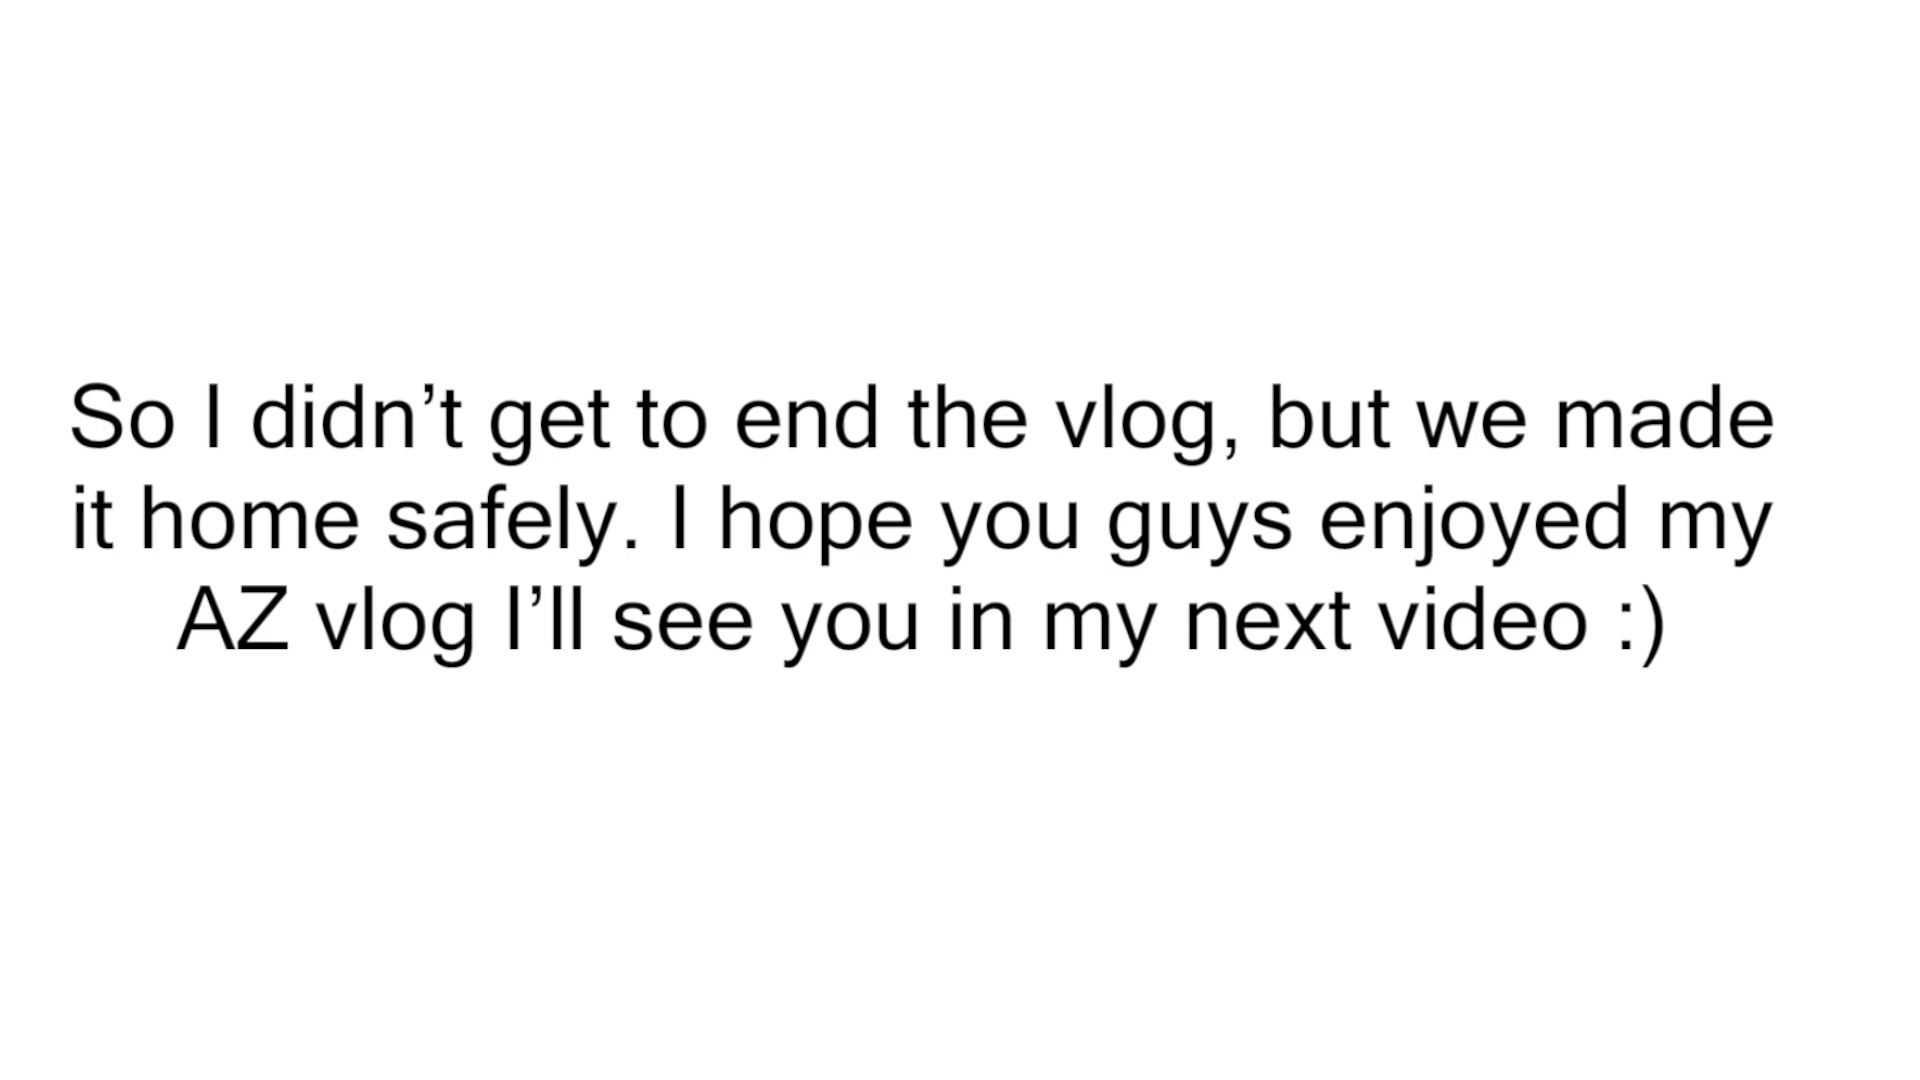 So I didn’t get to end the vlog, but we made
it home safely. I hope you guys enjoyed my
AZ vlog I’ll see you in my next video :)